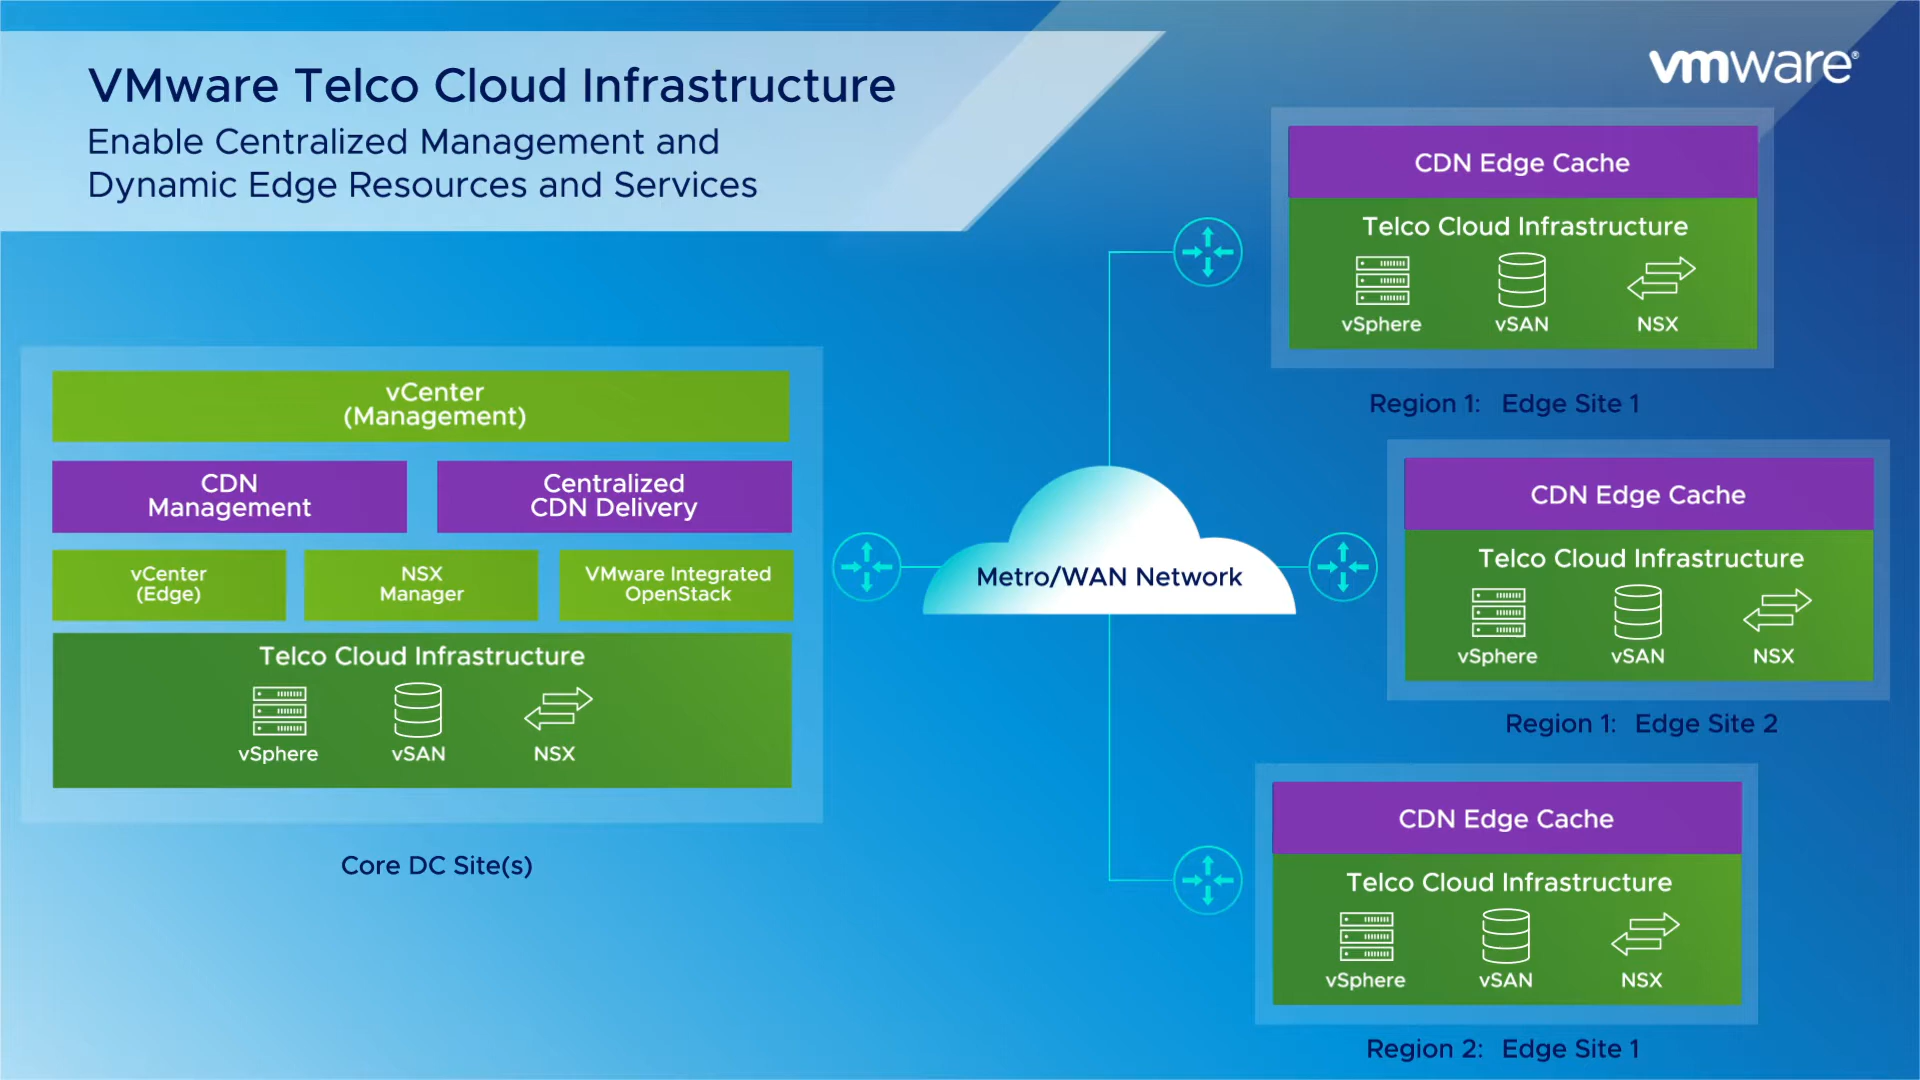 VMware Telco Cloud Infrastructure
Enable Centralized Management and
Dynamic Edge Resources and Services
vmware®
vCenter
(Management)
CDN
Management
Centralized
CDN Delivery
vCenter
(Edge)
NSX
Manager
VMware Integrated
OpenStack
Telco Cloud Infrastructure
vSphere
vSAN
NSX
Core DC Site(s)
Metro/WAN Network
CDN Edge Cache
Telco Cloud Infrastructure
vSphere
vSAN
NSX
Region 1: Edge Site 1
CDN Edge Cache
Telco Cloud Infrastructure
vSphere
vSAN
NSX
Region 1: Edge Site 2
CDN Edge Cache
Telco Cloud Infrastructure
vSphere
vSAN
NSX
Region 2: Edge Site 1